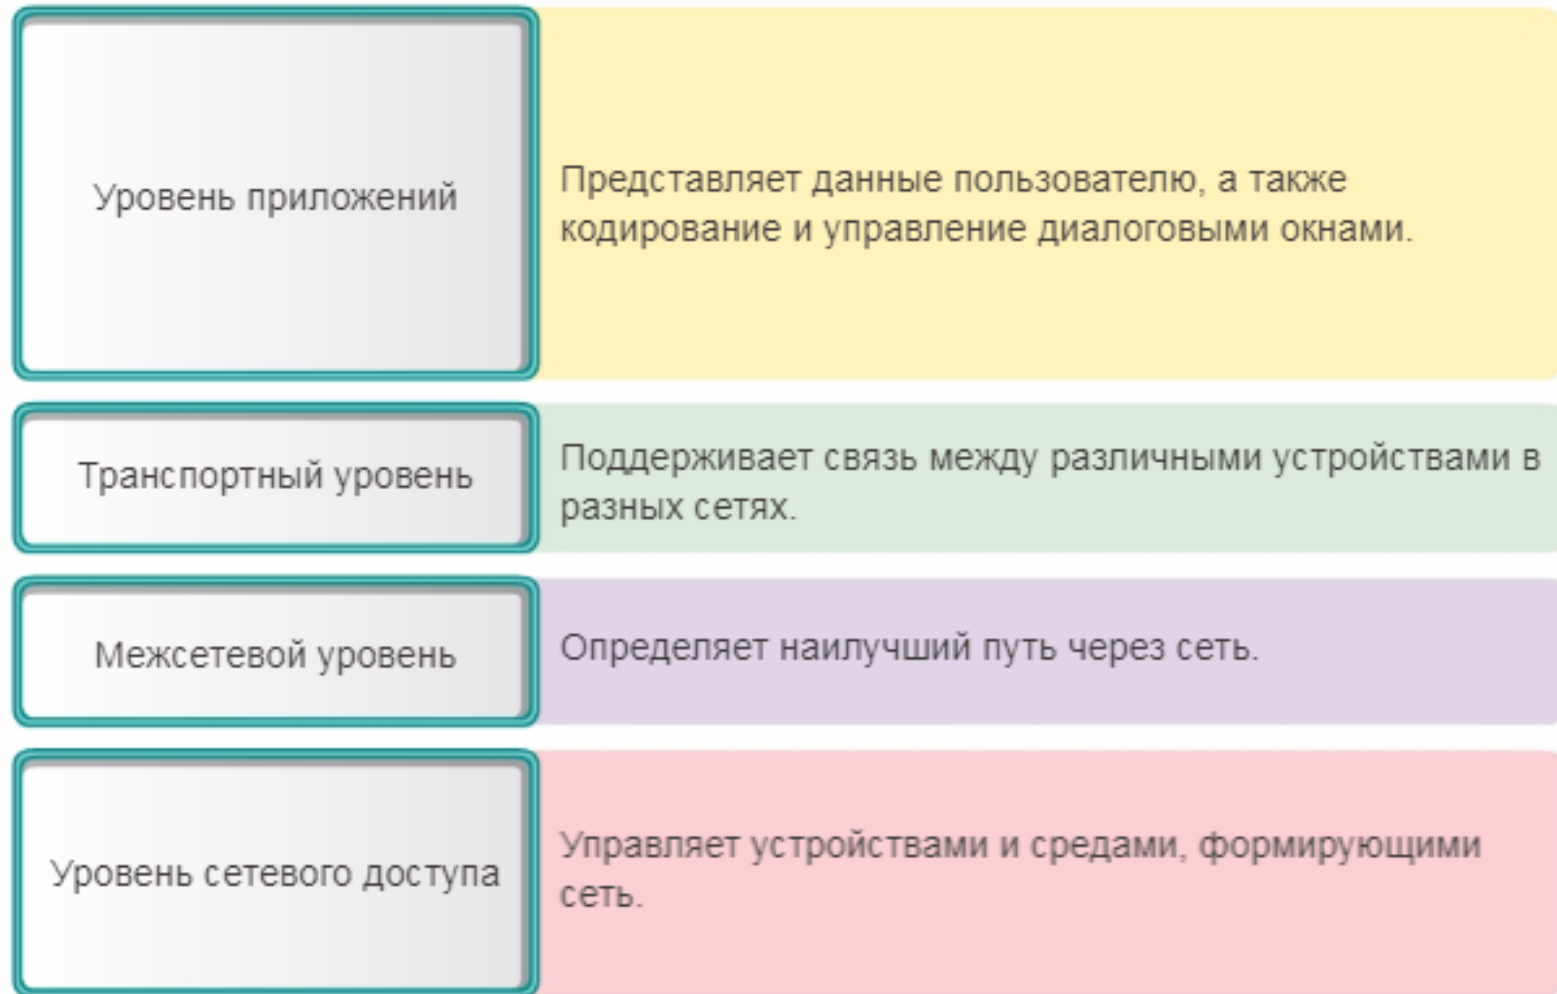 Уровень приложений
Представляет данные пользователю, а также
кодирование и управление диалоговыми окнами.
Транспортный уровень
Поддерживает связь между различными устройствами в
разных сетях.
Межсетевой уровень
Определяет наилучший путь через сеть.
Уровень сетевого доступа
Управляет устройствами и средами, формирующими
сеть.